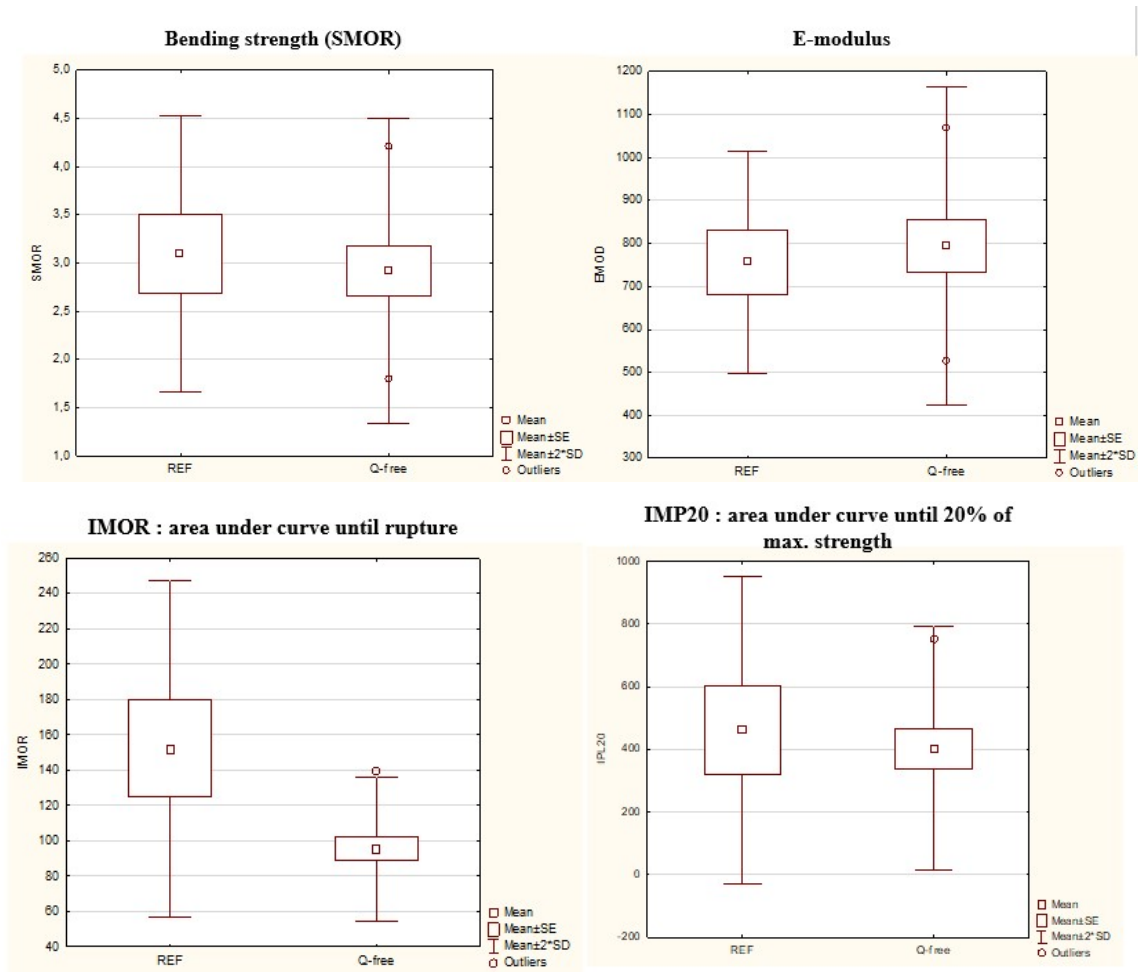 Bending strength (SMOR)
5,0
4,5
4,0
3,5
3,0
2,5
2,0
1,5
1,0
SMOR
REF
Q-free
Mean
Mean±SE
Mean±2*SD
Outliers
E-modulus
1200
1100
1000
900
800
700
600
500
400
300
EMOD
REF
Q-free
Mean
Mean±SE
Mean±2*SD
Outliers
IMOR : area under curve until rupture
260
240
220
200
180
160
140
120
100
80
60
40
IMOR
REF
Q-free
Mean
Mean±SE
Mean±2*SD
Outliers
IMP20 : area under curve until 20% of
max. strength
1000
800
600
400
200
0
-200
IPL20
REF
Q-free
Mean
Mean±SE
Mean±2*SD
Outliers